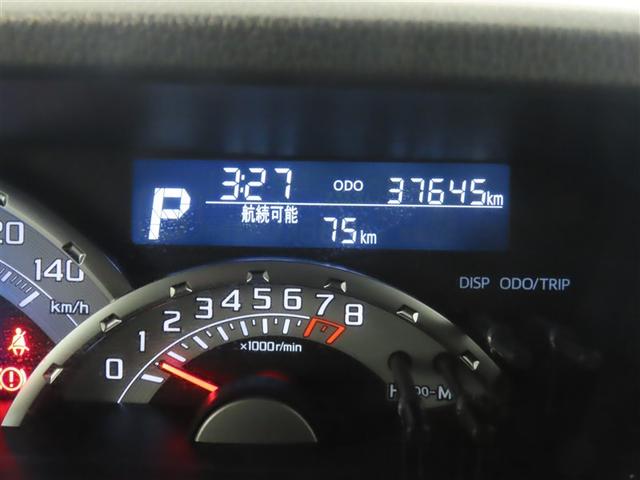 P 3:27 ODO 37645km
航続可能
75km
DISP ODO/TRIP
20 140
km/h
0 1 2 3 4 5 6 7 8
×1000r/min